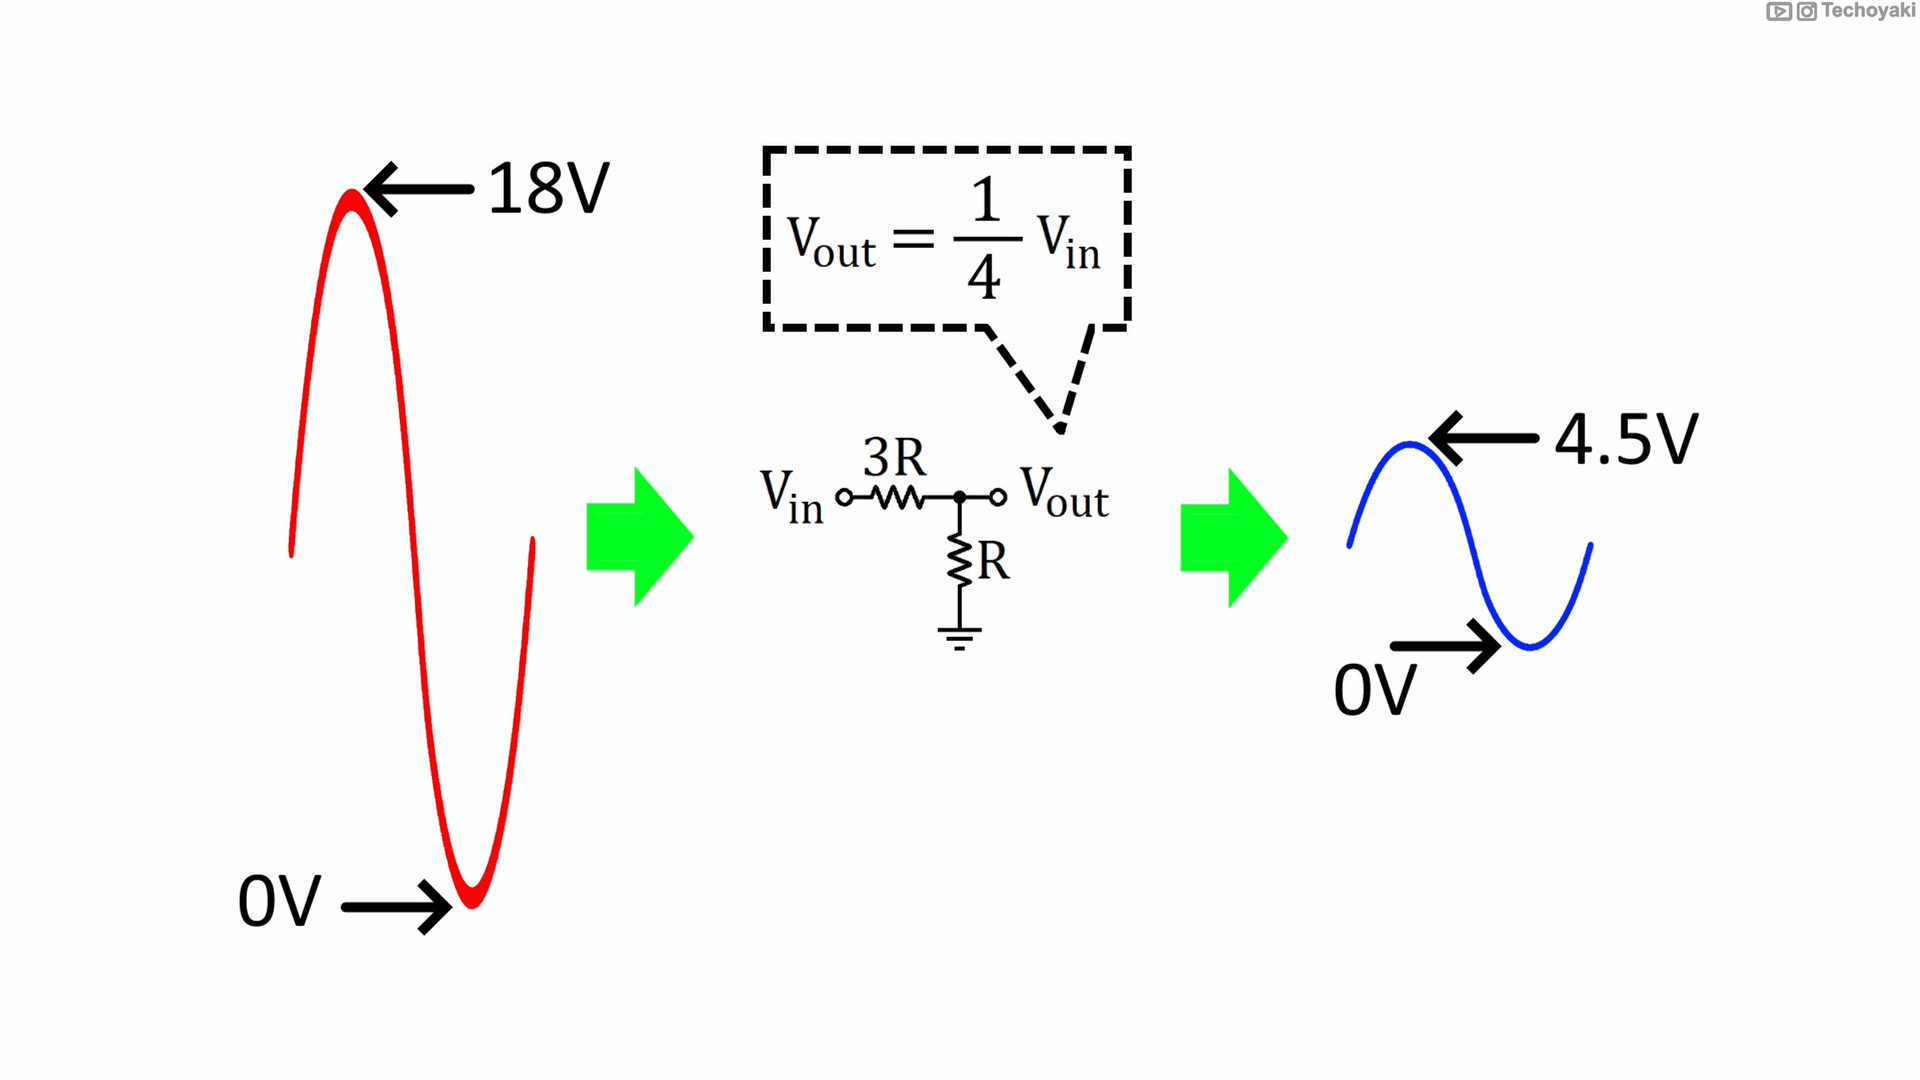 Techoyaki
18V
Vout = 1/4 Vin
3R
Vin
Vout
R
4.5V
0V
0V